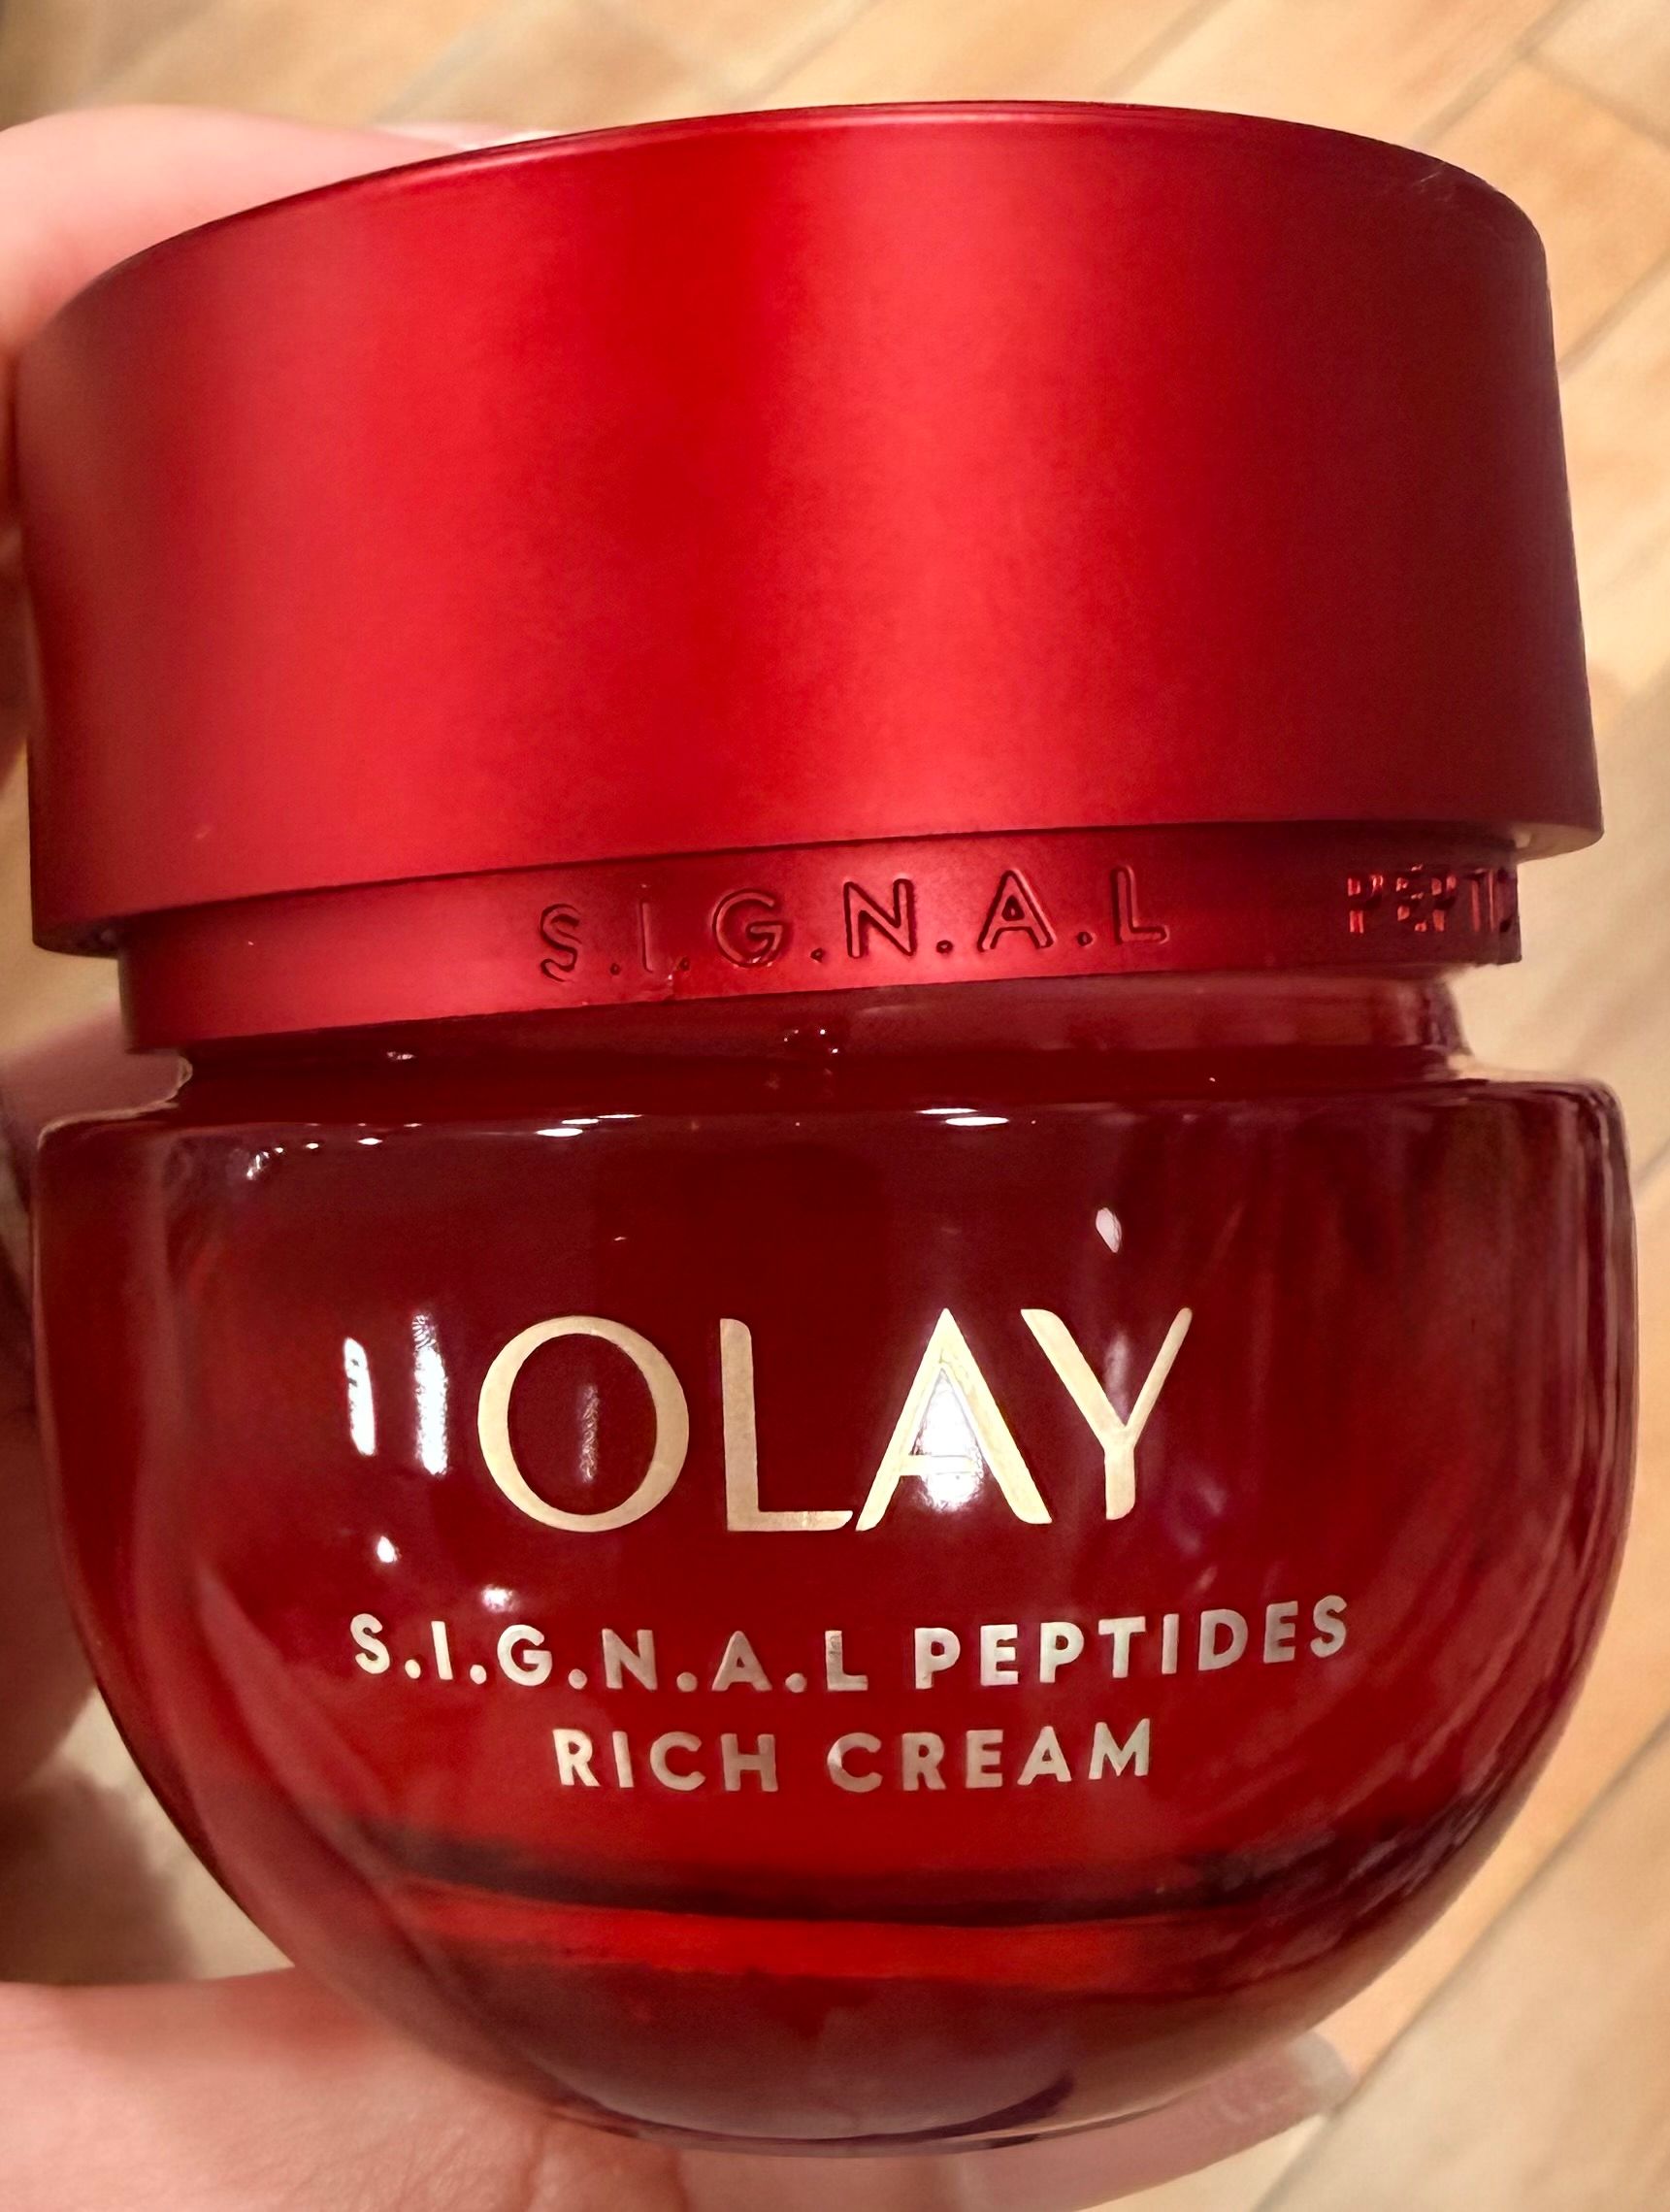 S.I.G.N.A.L
OLAY
S.I.G.N.A.L PEPTIDES
RICH CREAM